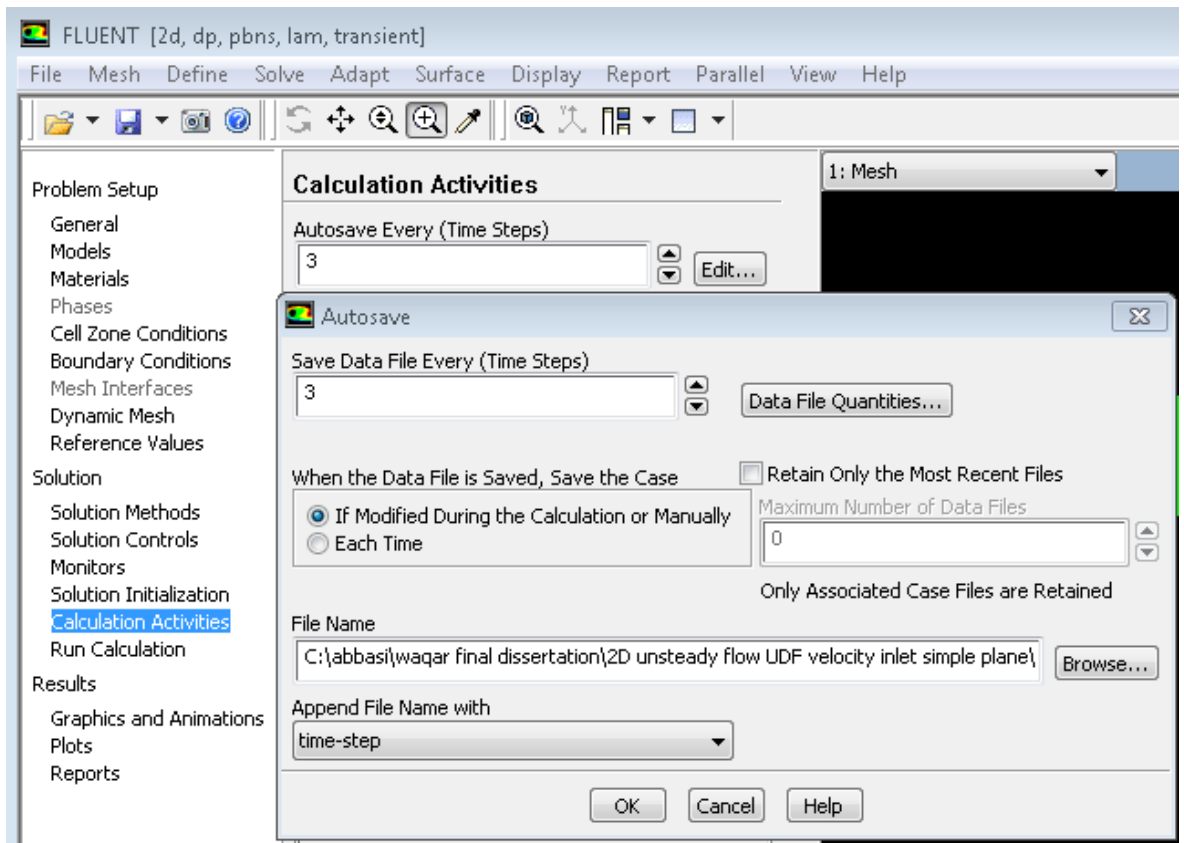 FLUENT [2d, dp, pbns, lam, transient]
File Mesh Define Solve Adapt Surface Display Report Parallel View Help
Problem Setup
General
Models
Materials
Phases
Cell Zone Conditions
Boundary Conditions
Mesh Interfaces
Dynamic Mesh
Reference Values
Solution
Solution Methods
Solution Controls
Monitors
Solution Initialization
Calculation Activities
Run Calculation
Results
Graphics and Animations
Plots
Reports
Calculation Activities
Autosave Every (Time Steps)
3
Edit...
1: Mesh
Autosave
Save Data File Every (Time Steps)
3
Data File Quantities...
When the Data File is Saved, Save the Case
If Modified During the Calculation or Manually
Each Time
Retain Only the Most Recent Files
Maximum Number of Data Files
0
Only Associated Case Files are Retained
File Name
C:\abbasi\waqar final dissertation\2D unsteady flow UDF velocity inlet simple plane\
Browse...
Append File Name with
time-step
OK Cancel Help